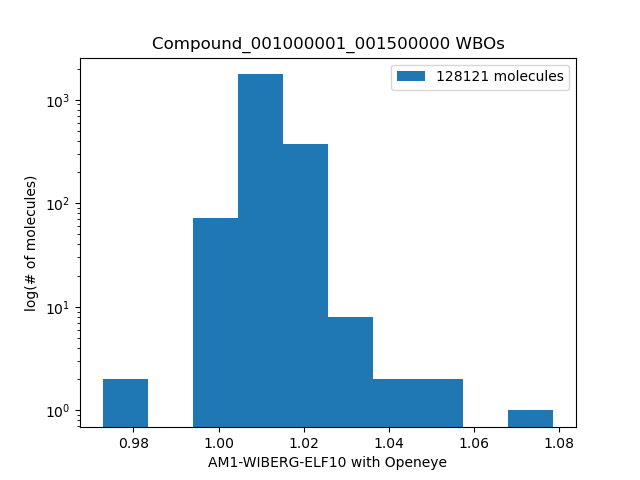 Compound_001000001_001500000 WBOs
128121 molecules
log(# of molecules)
10³
10²
10¹
10⁰
0.98 1.00 1.02 1.04 1.06 1.08
AM1-WIBERG-ELF10 with Openeye